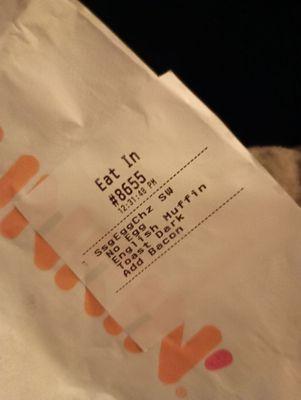 Eat In
#8655
12:31:48 PM
SsgEggChz SW
No Egg
English Muffin
Toast Dark
Add Bacon